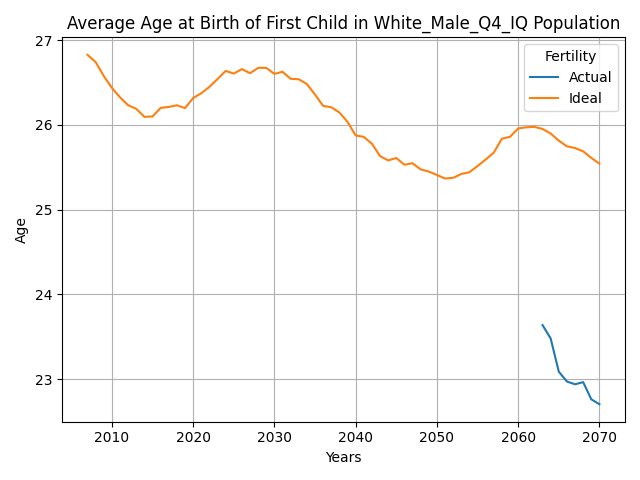 Average Age at Birth of First Child in White_Male_Q4_IQ Population
27
26
25
24
23
Age
Fertility
Actual
Ideal
2010 2020 2030 2040 2050 2060 2070
Years